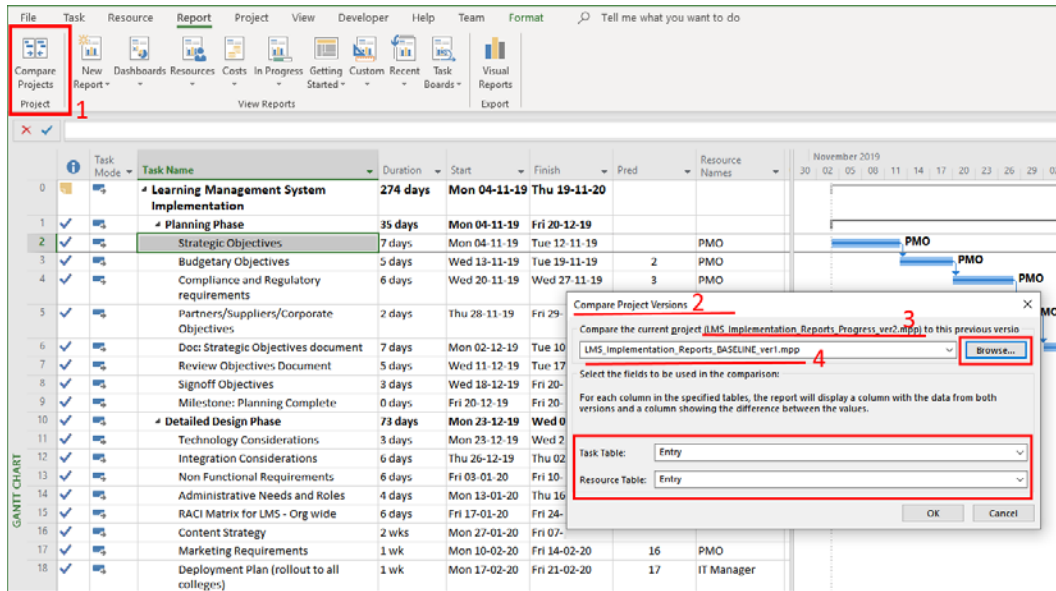 File Task Resource Report Project View Developer Help Team Format Tell me what you want to do
Compare Projects
New Report
Dashboards
Resources
Costs
In Progress
Getting Started
Custom
Recent
Task Boards
Visual Reports
Project
1
View Reports
Export
Task Mode
Task Name
Duration
Start
Finish
Pred
Resource Names
November 2019
30 02 05 08 11 14 17 20 23 26 29 02
0 Learning Management System Implementation 274 days Mon 04-11-19 Thu 19-11-20
1 Planning Phase 35 days Mon 04-11-19 Fri 20-12-19
2 Strategic Objectives 7 days Mon 04-11-19 Tue 12-11-19 PMO PMO
3 Budgetary Objectives 5 days Wed 13-11-19 Tue 19-11-19 2 PMO PMO
4 Compliance and Regulatory requirements 6 days Wed 20-11-19 Wed 27-11-19 3 PMO PMO
5 Partners/Suppliers/Corporate Objectives 2 days Thu 28-11-19 Fri 29-
6 Doc: Strategic Objectives document 7 days Mon 02-12-19 Tue 10
7 Review Objectives Document 5 days Wed 11-12-19 Tue 17
8 Signoff Objectives 3 days Wed 18-12-19 Fri 20-
9 Milestone: Planning Complete 0 days Fri 20-12-19 Fri 20-
10 Detailed Design Phase 73 days Mon 23-12-19 Wed 0
11 Technology Considerations 3 days Mon 23-12-19 Wed 2
12 Integration Considerations 6 days Thu 26-12-19 Thu 02
13 Non Functional Requirements 6 days Fri 03-01-20 Fri 10-
14 Administrative Needs and Roles 4 days Mon 13-01-20 Thu 16
15 RACI Matrix for LMS - Org wide 6 days Fri 17-01-20 Fri 24-
16 Content Strategy 2 wks Mon 27-01-20 Fri 07-
17 Marketing Requirements 1 wk Mon 10-02-20 Fri 14-02-20 16 PMO
18 Deployment Plan (rollout to all colleges) 1 wk Mon 17-02-20 Fri 21-02-20 17 IT Manager
GANTT CHART
Compare Project Versions 2
3
Compare the current project (LMS_Implementation_Reports_Progress_ver2.mpp) to this previous versio
LMS_Implementation_Reports_BASELINE_ver1.mpp
4
Browse...
Select the fields to be used in the comparison:
For each column in the specified tables, the report will display a column with the data from both
versions and a column showing the difference between the values.
Task Table: Entry
Resource Table: Entry
OK Cancel